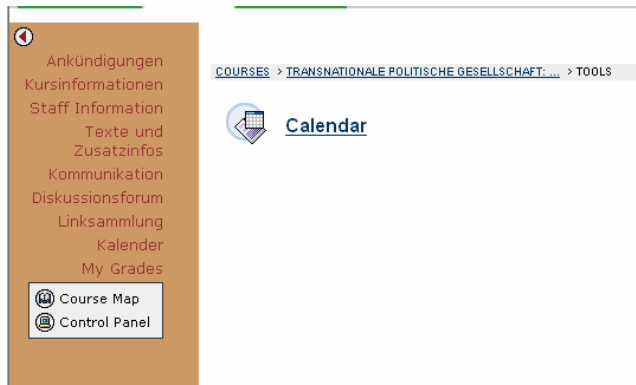 Ankündigungen
Kursinformationen
Staff Information
Texte und
Zusatzinfos
Kommunikation
Diskussionsforum
Linksammlung
Kalender
My Grades
Course Map
Control Panel
COURSES > TRANSNATIONALE POLITISCHE GESELLSCHAFT: ... > TOOLS
Calendar